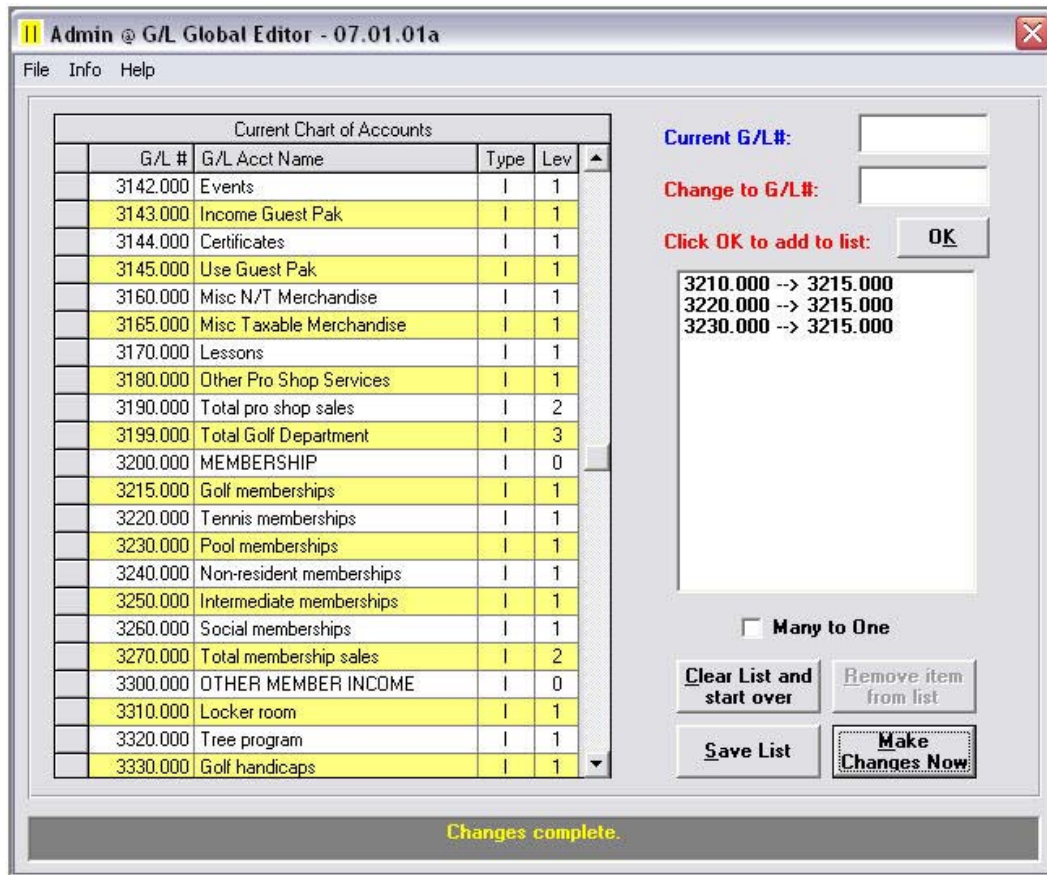 Admin @ G/L Global Editor - 07.01.01a
File Info Help
Current Chart of Accounts
G/L # G/L Acct Name Type Lev
3142.000 Events I 1
3143.000 Income Guest Pak I 1
3144.000 Certificates I 1
3145.000 Use Guest Pak I 1
3160.000 Misc N/T Merchandise I 1
3165.000 Misc Taxable Merchandise I 1
3170.000 Lessons I 1
3180.000 Other Pro Shop Services I 1
3190.000 Total pro shop sales I 2
3199.000 Total Golf Department I 3
3200.000 MEMBERSHIP I 0
3215.000 Golf memberships I 1
3220.000 Tennis memberships I 1
3230.000 Pool memberships I 1
3240.000 Non-resident memberships I 1
3250.000 Intermediate memberships I 1
3260.000 Social memberships I 1
3270.000 Total membership sales I 2
3300.000 OTHER MEMBER INCOME I 0
3310.000 Locker room I 1
3320.000 Tree program I 1
3330.000 Golf handicaps I 1
Current G/L#:
Change to G/L#:
Click OK to add to list: OK
3210.000 --> 3215.000
3220.000 --> 3215.000
3230.000 --> 3215.000
Many to One
Clear List and
start over
Remove item
from list
Save List
Make
Changes Now
Changes complete.